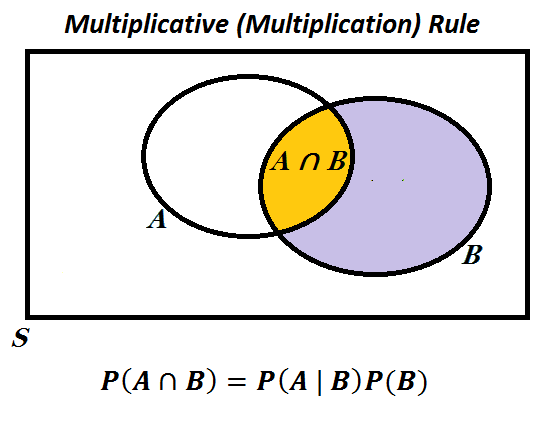 Multiplicative (Multiplication) Rule
A ∩ B
A
B
S
P(A ∩ B) = P(A | B)P(B)